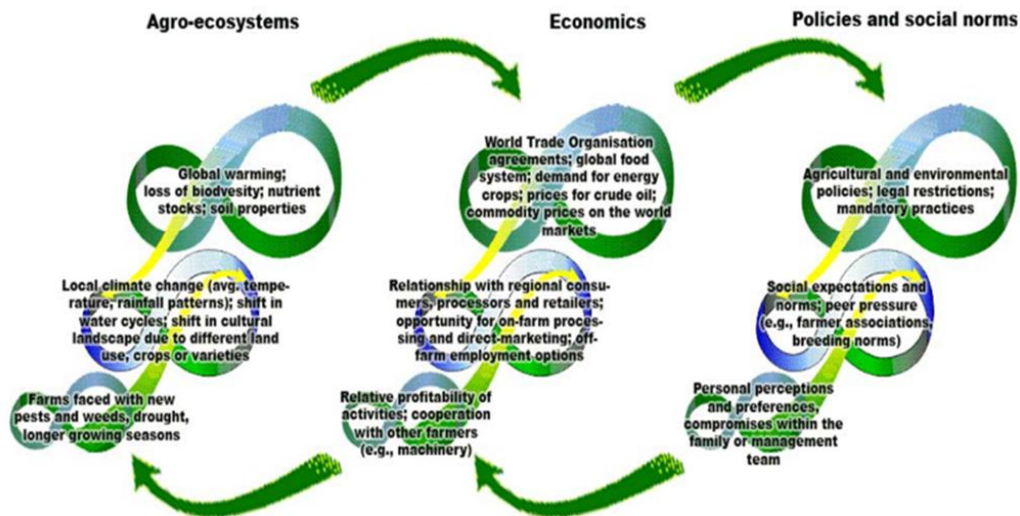 Agro-ecosystems
Economics
Policies and social norms
Global warming;
loss of biodvesity; nutrient
stocks; soil properties
World Trade Organisation
agreements; global food
system; demand for energy
crops; prices for crude oil;
commodity prices on the world
markets
Agricultural and environmental
policies; legal restrictions;
mandatory practices
Local climate change (avg. tempe-
rature, rainfall patterns); shift in
water cycles; shift in cultural
landscape due to different land
use, crops or varieties
Relationship with regional consu-
mers, processors and retailers;
opportunity for on-farm proces-
sing and direct-marketing; off-
farm employment options
Social expectations and
norms; peer pressure
(e.g., farmer associations,
breeding norms)
Farms faced with new
pests and weeds, drought,
longer growing seasons
Relative profitability of
activities; cooperation
with other farmers
(e.g., machinery)
Personal perceptions
and preferences,
compromises within the
family or management
team